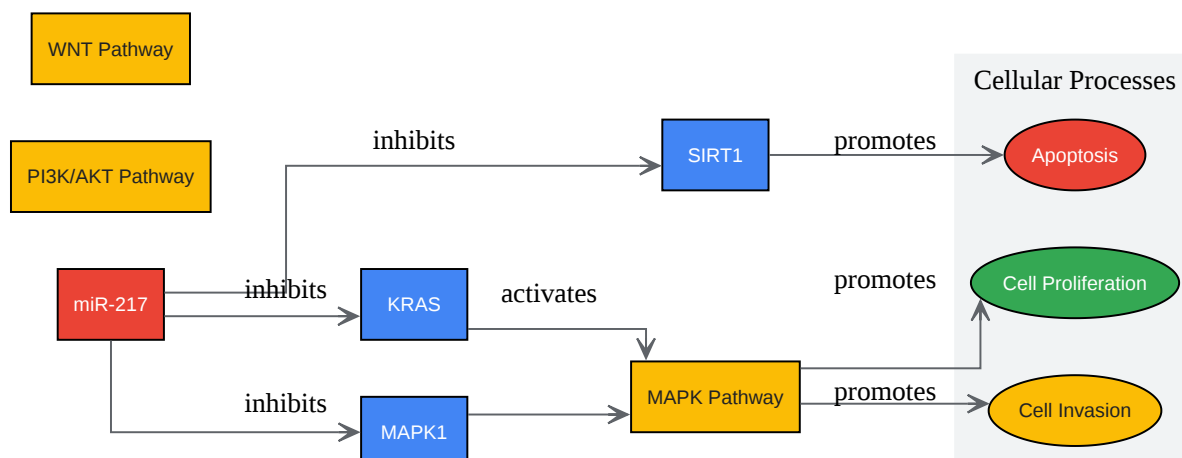 WNT Pathway
Cellular Processes
inhibits
SIRT1
promotes
Apoptosis
PI3K/AKT Pathway
miR-217
inhibits
KRAS
activates
promotes
Cell Proliferation
inhibits
MAPK1
MAPK Pathway
promotes
Cell Invasion